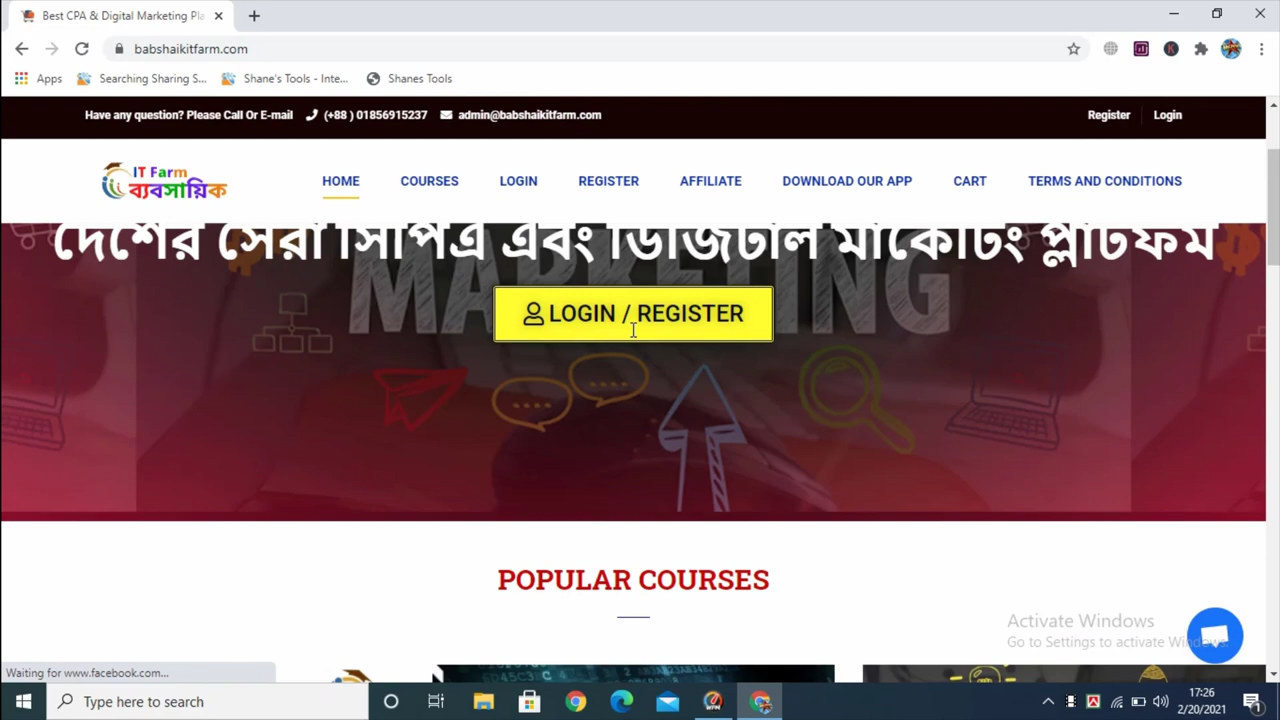 Best CPA & Digital Marketing Pla
babshaikitfarm.com
Apps Searching Sharing S... Shane's Tools - Inte... Shanes Tools
Have any question? Please Call Or E-mail (+88 ) 01856915237 admin@babshaikitfarm.com Register Login
IT Farm
ব্যবসায়িক
HOME COURSES LOGIN REGISTER AFFILIATE DOWNLOAD OUR APP CART TERMS AND CONDITIONS
দেশের সেরা সিপিএ এবং ডিজিটাল মার্কেটিং প্লাটফর্ম
MARKETING
LOGIN / REGISTER
POPULAR COURSES
Activate Windows
Go to Settings to activate Windows.
Waiting for www.facebook.com...
Type here to search
17:26
2/20/2021